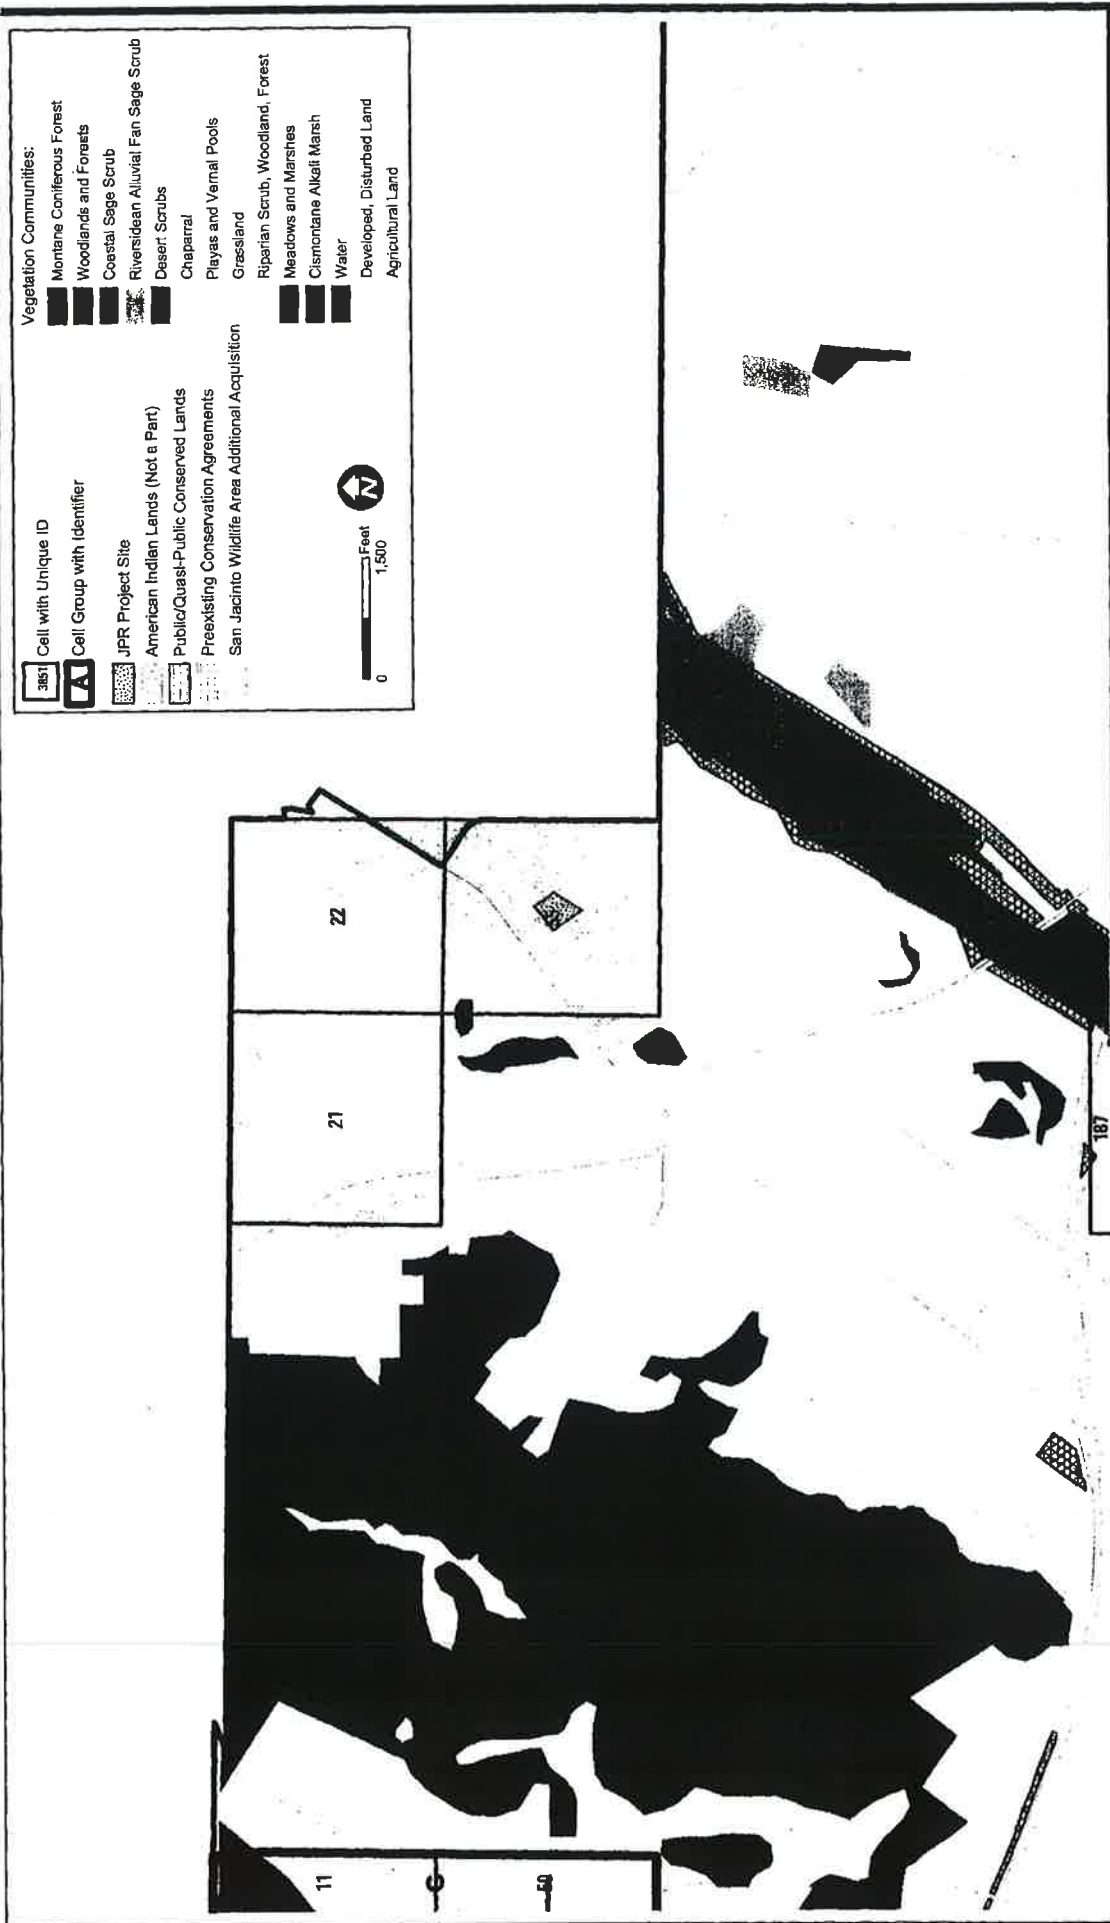 3851 Cell with Unique ID
A Cell Group with Identifier
JPR Project Site
American Indian Lands (Not a Part)
Public/Quasi-Public Conserved Lands
Preexisting Conservation Agreements
San Jacinto Wildlife Area Additional Acquisition
Vegetation Communities:
Montane Coniferous Forest
Woodlands and Forests
Coastal Sage Scrub
Riversidean Alluvial Fan Sage Scrub
Desert Scrubs
Chaparral
Playas and Vernal Pools
Grassland
Riparian Scrub, Woodland, Forest
Meadows and Marshes
Cismontane Alkali Marsh
Water
Developed, Disturbed Land
Agricultural Land
N
Feet
0 1,500
11
21
22
C
59
187